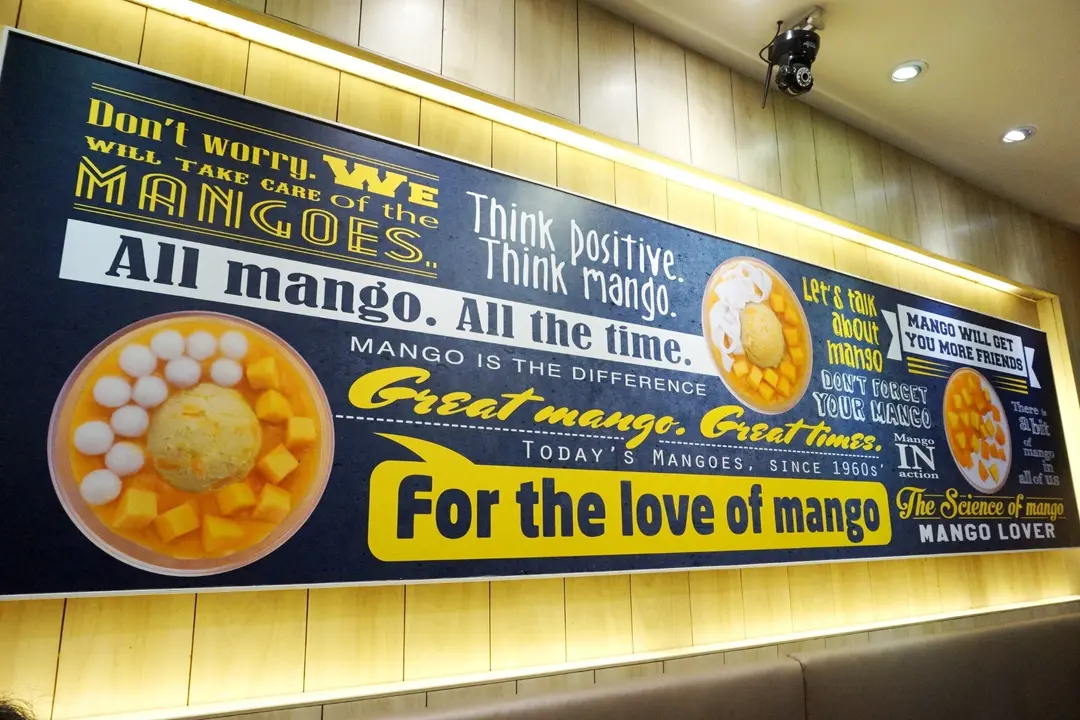 Don't worry. WE
WILL TAKE CARE of the
MANGOES..
Think positive.
Think mango.
All mango. All the time.
MANGO IS THE DIFFERENCE
Great mango. Great times.
TODAY'S MANGOES, SINCE 1960s'
For the love of mango
LeT's talk
about
mango
MANGO WILL GET
YOU MORE FRIENDS
DON'T FORGET
YOUR MANGO
Mango
IN
action
There is
a bit
of
mango
in
all of us
The Science of mango
MANGO LOVER